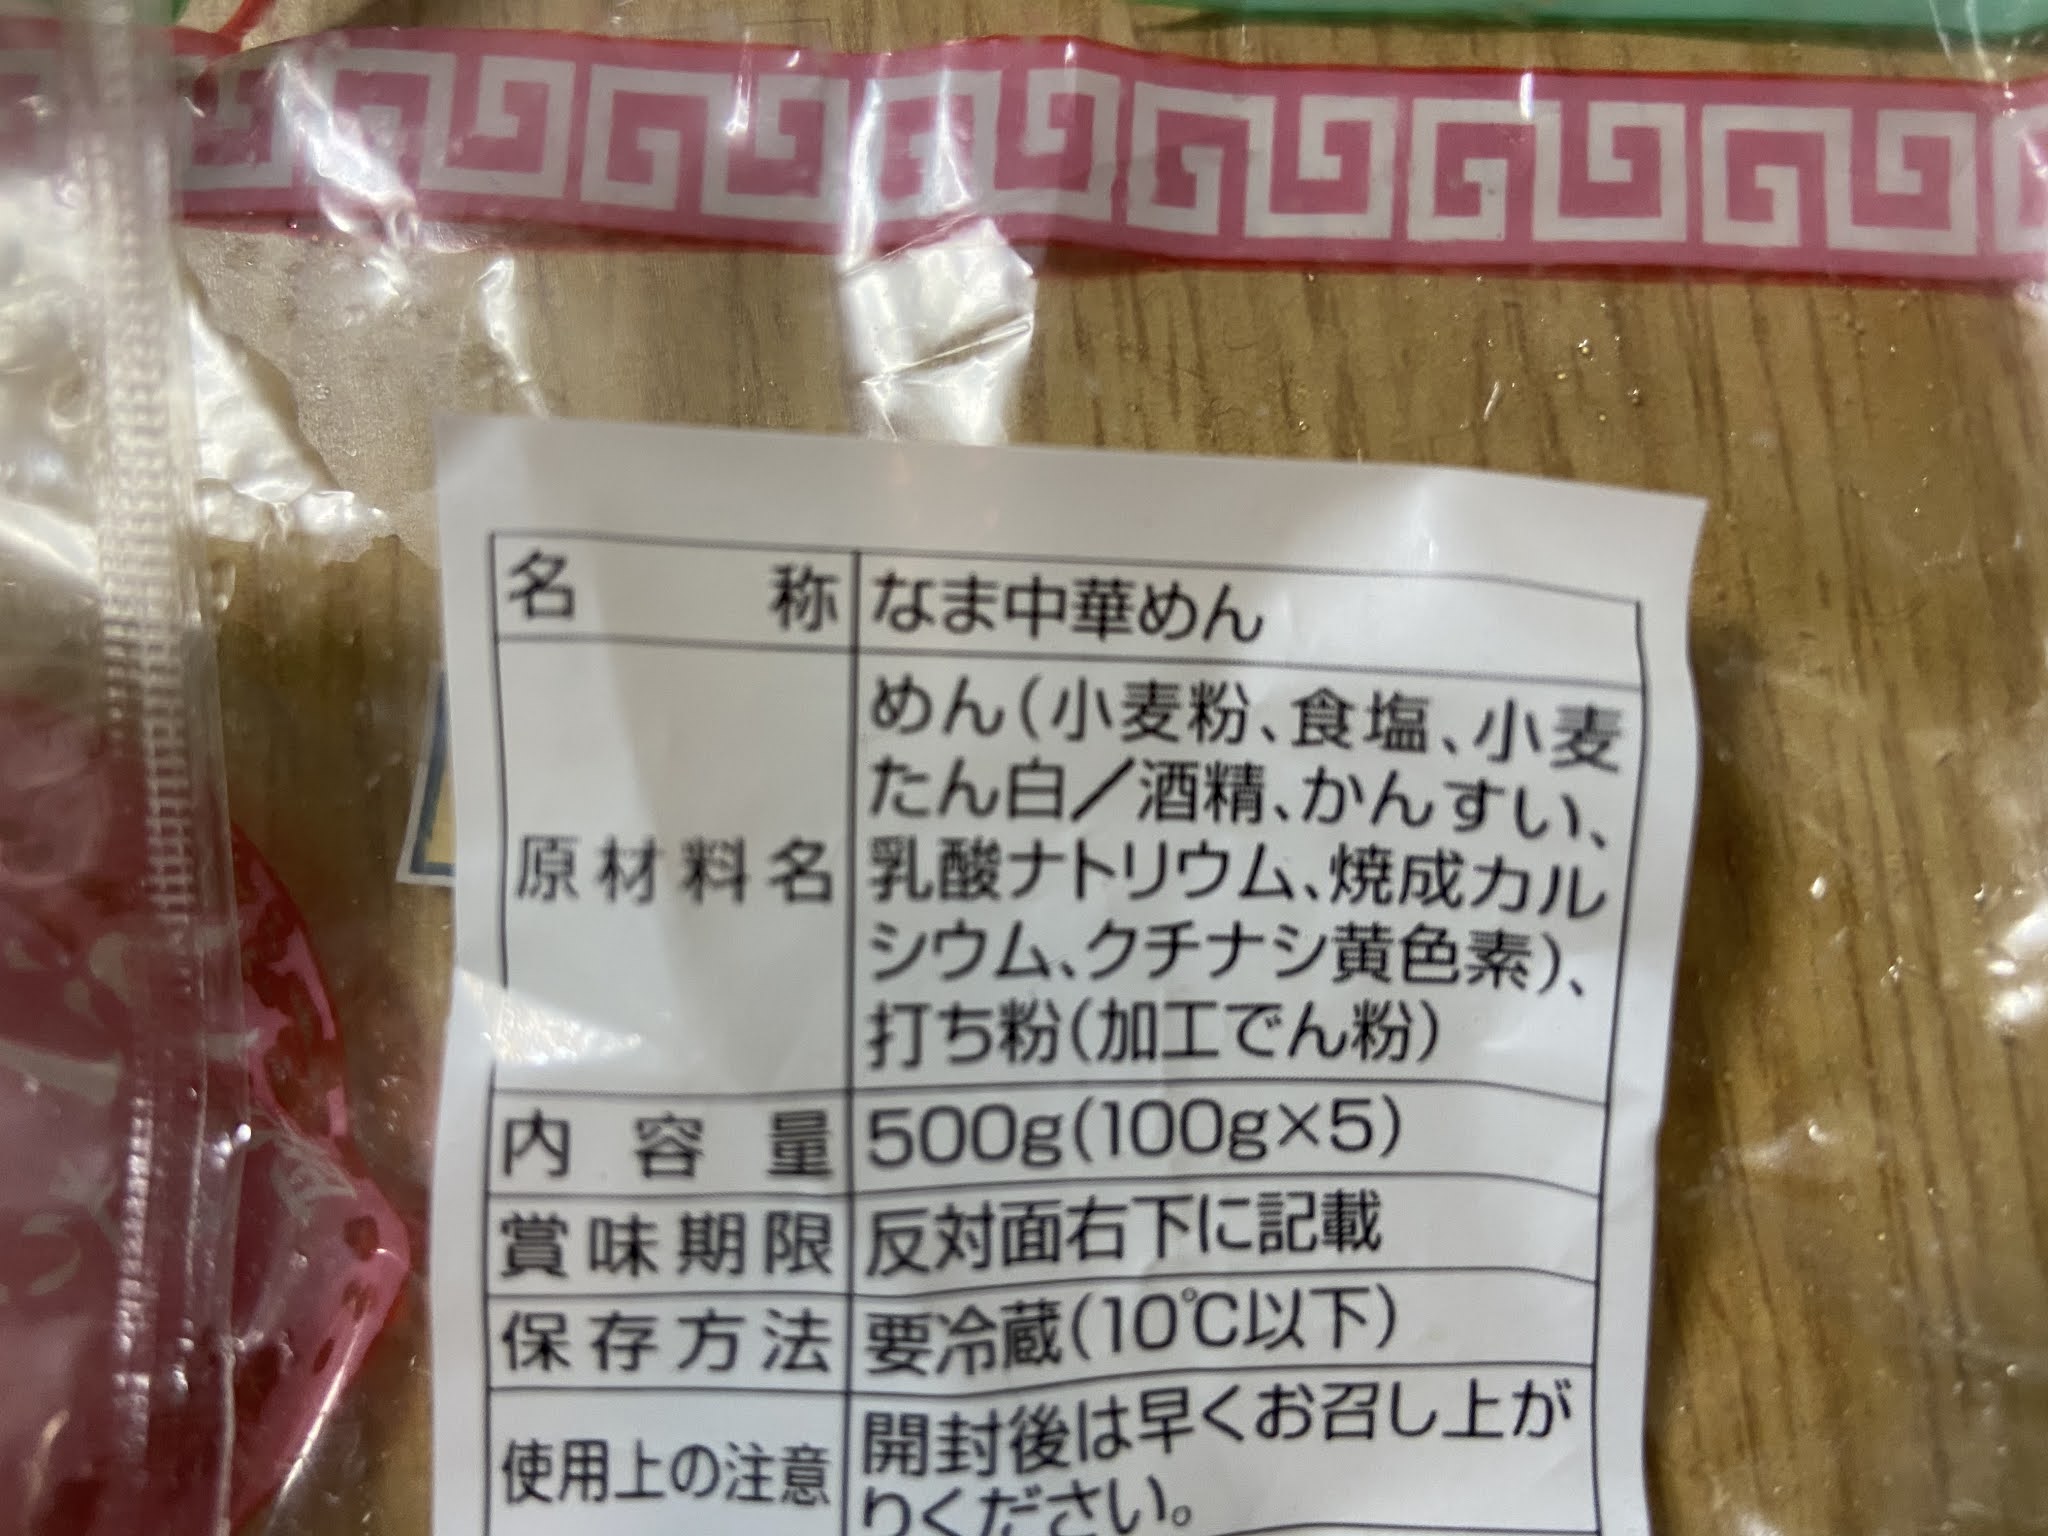 名称 なま中華めん
原材料名 めん(小麦粉、食塩、小麦
たん白/酒精、かんすい、
乳酸ナトリウム、焼成カル
シウム、クチナシ黄色素)、
打ち粉(加工でん粉)
内容量 500g(100g×5)
賞味期限 反対面右下に記載
保存方法 要冷蔵(10℃以下)
使用上の注意 開封後は早くお召し上が
りください。